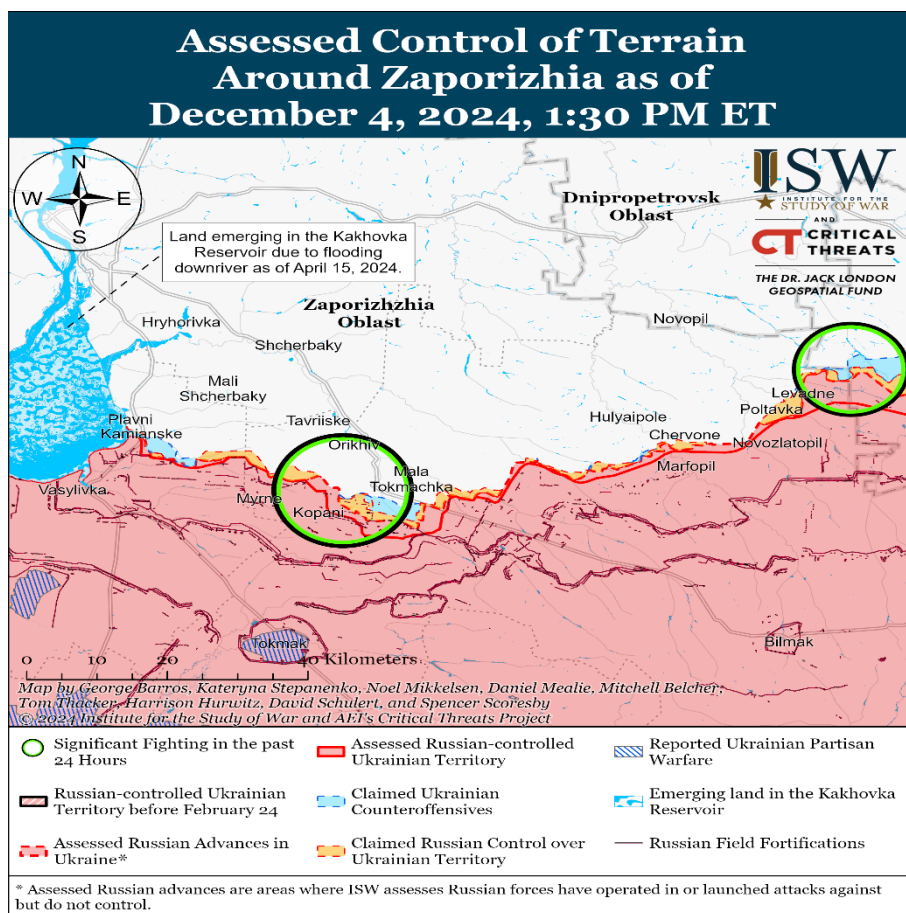 Assessed Control of Terrain
Around Zaporizhia as of
December 4, 2024, 1:30 PM ET
N
W
E
S
Land emerging in the Kakhovka
Reservoir due to flooding
downriver as of April 15, 2024.
Dnipropetrovsk
Oblast
ISW
INSTITUTE FOR THE
STUDY OF WAR
AND
CT CRITICAL
THREATS
THE DR. JACK LONDON
GEOSPATIAL FUND
Zaporizhzhia
Oblast
Hryhorivka
Novopil
Shcherbaky
Mali
Shcherbaky
Levadne
Plavni
Tavriiske
Hulyaipole
Poltavka
Kamianske
Orikhiv
Chervone
Novozlatopil
Mala
Tokmachka
Marfopil
Vasylivka
Myrne
Kopani
Tokmak
Bilmak
0 10 20 40 Kilometers
Map by George Barros, Kateryna Stepanenko, Noel Mikkelsen, Daniel Mealie, Mitchell Belcher,
Tom Thacker, Harrison Hurwitz, David Schulert, and Spencer Scoresby
© 2024 Institute for the Study of War and AEI's Critical Threats Project
Significant Fighting in the past
24 Hours
Assessed Russian-controlled
Ukrainian Territory
Reported Ukrainian Partisan
Warfare
Russian-controlled Ukrainian
Territory before February 24
Claimed Ukrainian
Counteroffensives
Emerging land in the Kakhovka
Reservoir
Assessed Russian Advances in
Ukraine*
Claimed Russian Control over
Ukrainian Territory
Russian Field Fortifications
* Assessed Russian advances are areas where ISW assesses Russian forces have operated in or launched attacks against
but do not control.